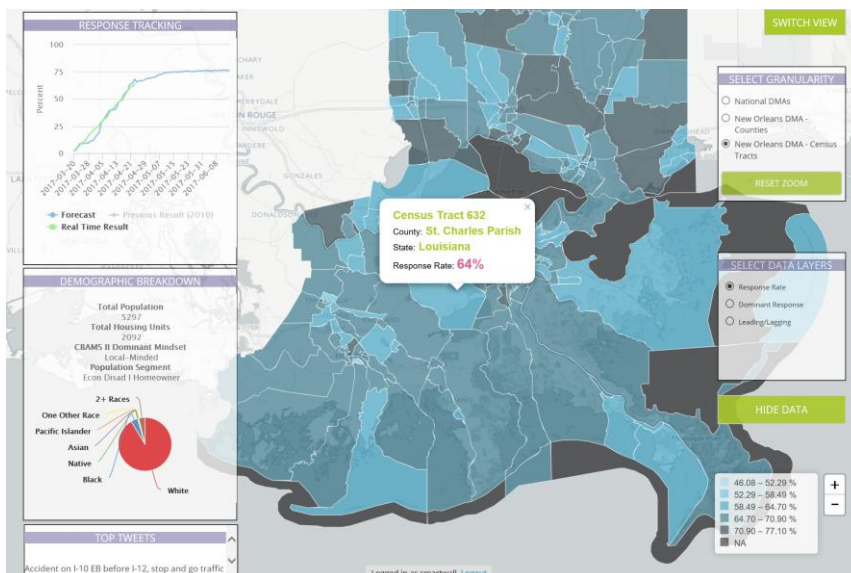 RESPONSE TRACKING
100
75
50
25
0
Percent
2017-03-20
2017-03-28
2017-04-05
2017-04-13
2017-04-21
2017-04-29
2017-05-07
2017-05-15
2017-05-23
2017-05-31
2017-06-08
Forecast
Previous Result (2010)
Real Time Result
DEMOGRAPHIC BREAKDOWN
Total Population
5297
Total Housing Units
2092
CBAMS II Dominant Mindset
Local-Minded
Population Segment
Econ Disad I Homeowner
2+ Races
One Other Race
Pacific Islander
Asian
Native
Black
White
TOP TWEETS
Accident on I-10 EB before I-12, stop and go traffic
GONZALES
Census Tract 632
County: St. Charles Parish
State: Louisiana
Response Rate: 64%
×
SWITCH VIEW
SELECT GRANULARITY
National DMAs
New Orleans DMA -
Counties
New Orleans DMA - Census
Tracts
RESET ZOOM
SELECT DATA LAYERS
Response Rate
Dominant Response
Leading/Lagging
HIDE DATA
46.08 – 52.29 %
52.29 – 58.49 %
58.49 – 64.70 %
64.70 – 70.90 %
70.90 – 77.10 %
NA
+
−
Logged in as smartwall. Logout